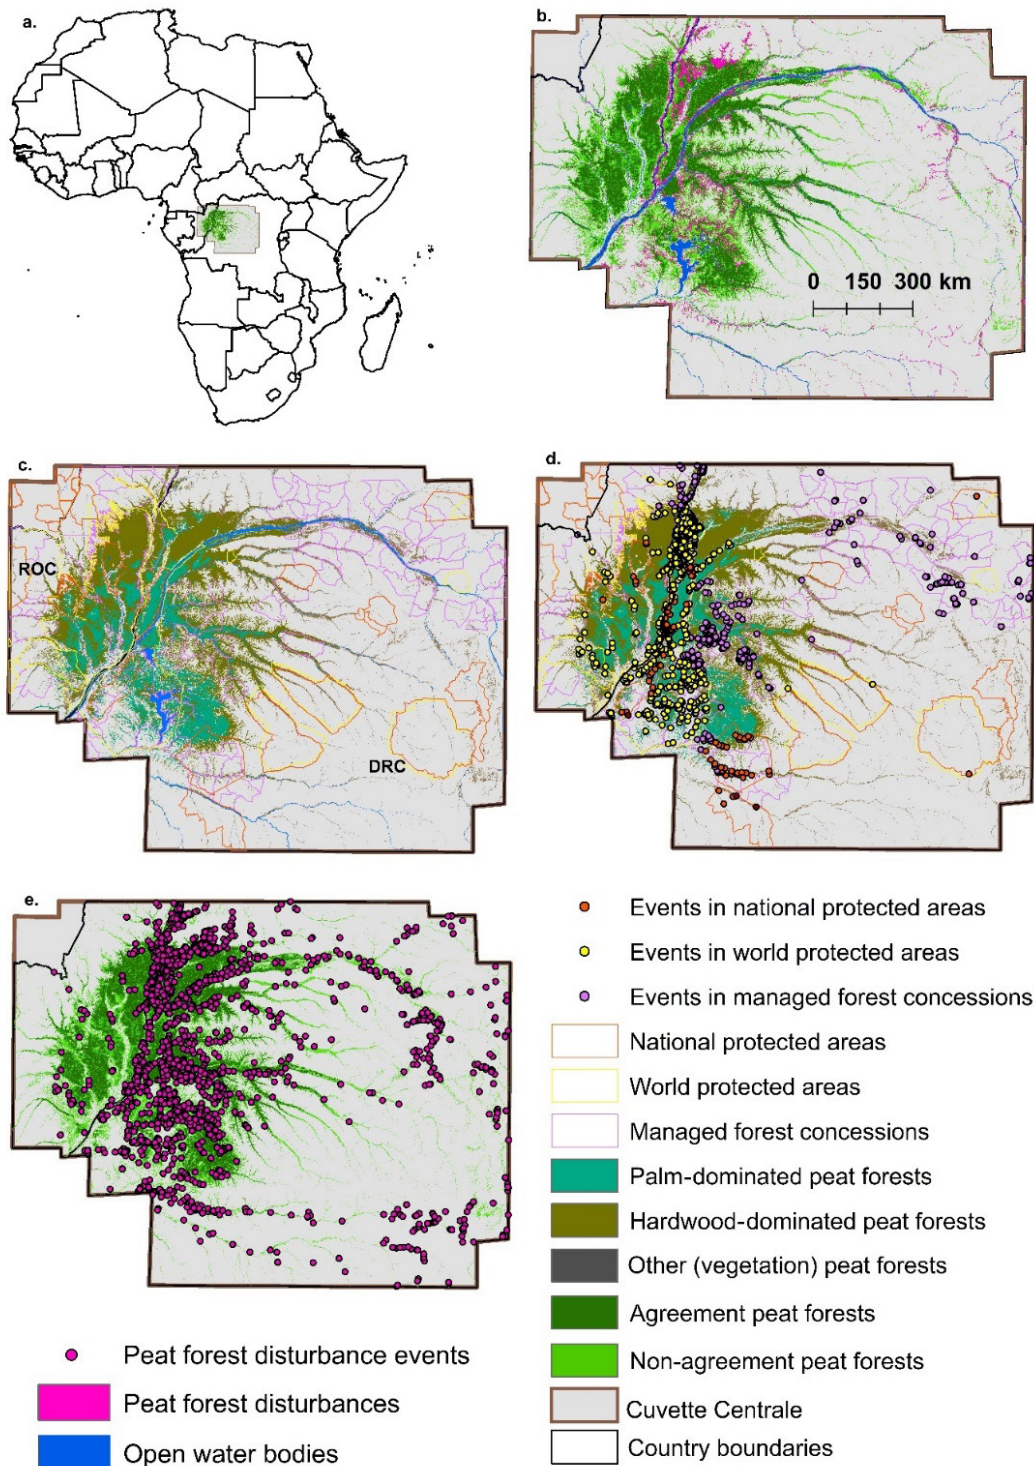 a.
b.
0 150 300 km
c.
ROC
DRC
d.
e.
Events in national protected areas
Events in world protected areas
Events in managed forest concessions
National protected areas
World protected areas
Managed forest concessions
Palm-dominated peat forests
Hardwood-dominated peat forests
Other (vegetation) peat forests
Agreement peat forests
Non-agreement peat forests
Cuvette Centrale
Country boundaries
Peat forest disturbance events
Peat forest disturbances
Open water bodies